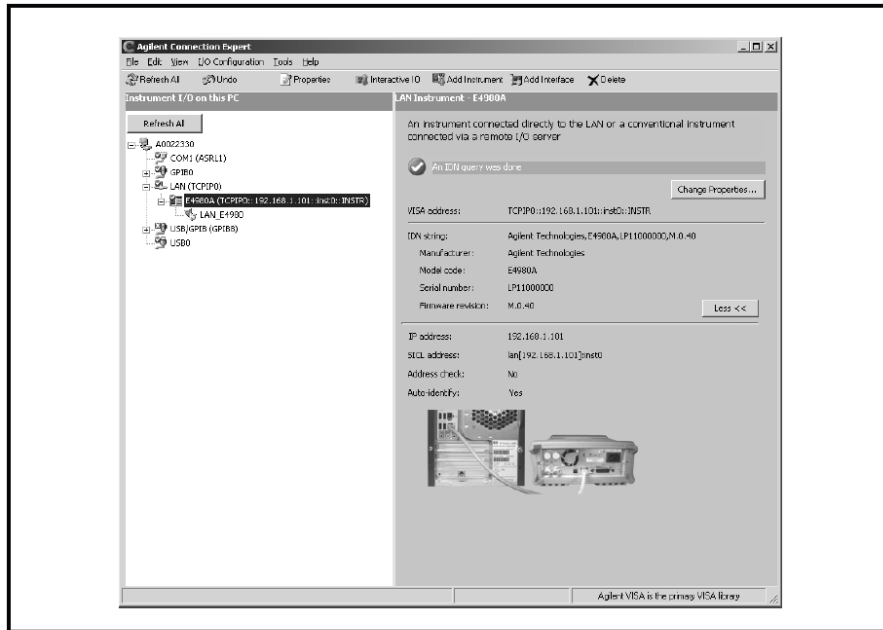 Agilent Connection Expert
File Edit View I/O Configuration Tools Help
Refresh All Undo Properties Interactive IO Add Instrument Add Interface Delete
Instrument I/O on this PC
Refresh All
A0022330
COM1 (ASRL1)
GPIB0
LAN (TCPIP0)
E4980A (TCPIP0::192.168.1.101::inst0::INSTR)
LAN_E4980
USB/GPIB (GPIB8)
USB0
LAN Instrument - E4980A
An instrument connected directly to the LAN or a conventional instrument
connected via a remote I/O server
An IDN query was done
Change Properties...
VISA address: TCPIP0::192.168.1.101::inst0::INSTR
IDN string: Agilent Technologies,E4980A,LP11000000,M.0.40
Manufacturer: Agilent Technologies
Model code: E4980A
Serial number: LP11000000
Firmware revision: M.0.40
Less <<
IP address: 192.168.1.101
SICL address: lan[192.168.1.101]:inst0
Address check: No
Auto-identify: Yes
Agilent VISA is the primary VISA library